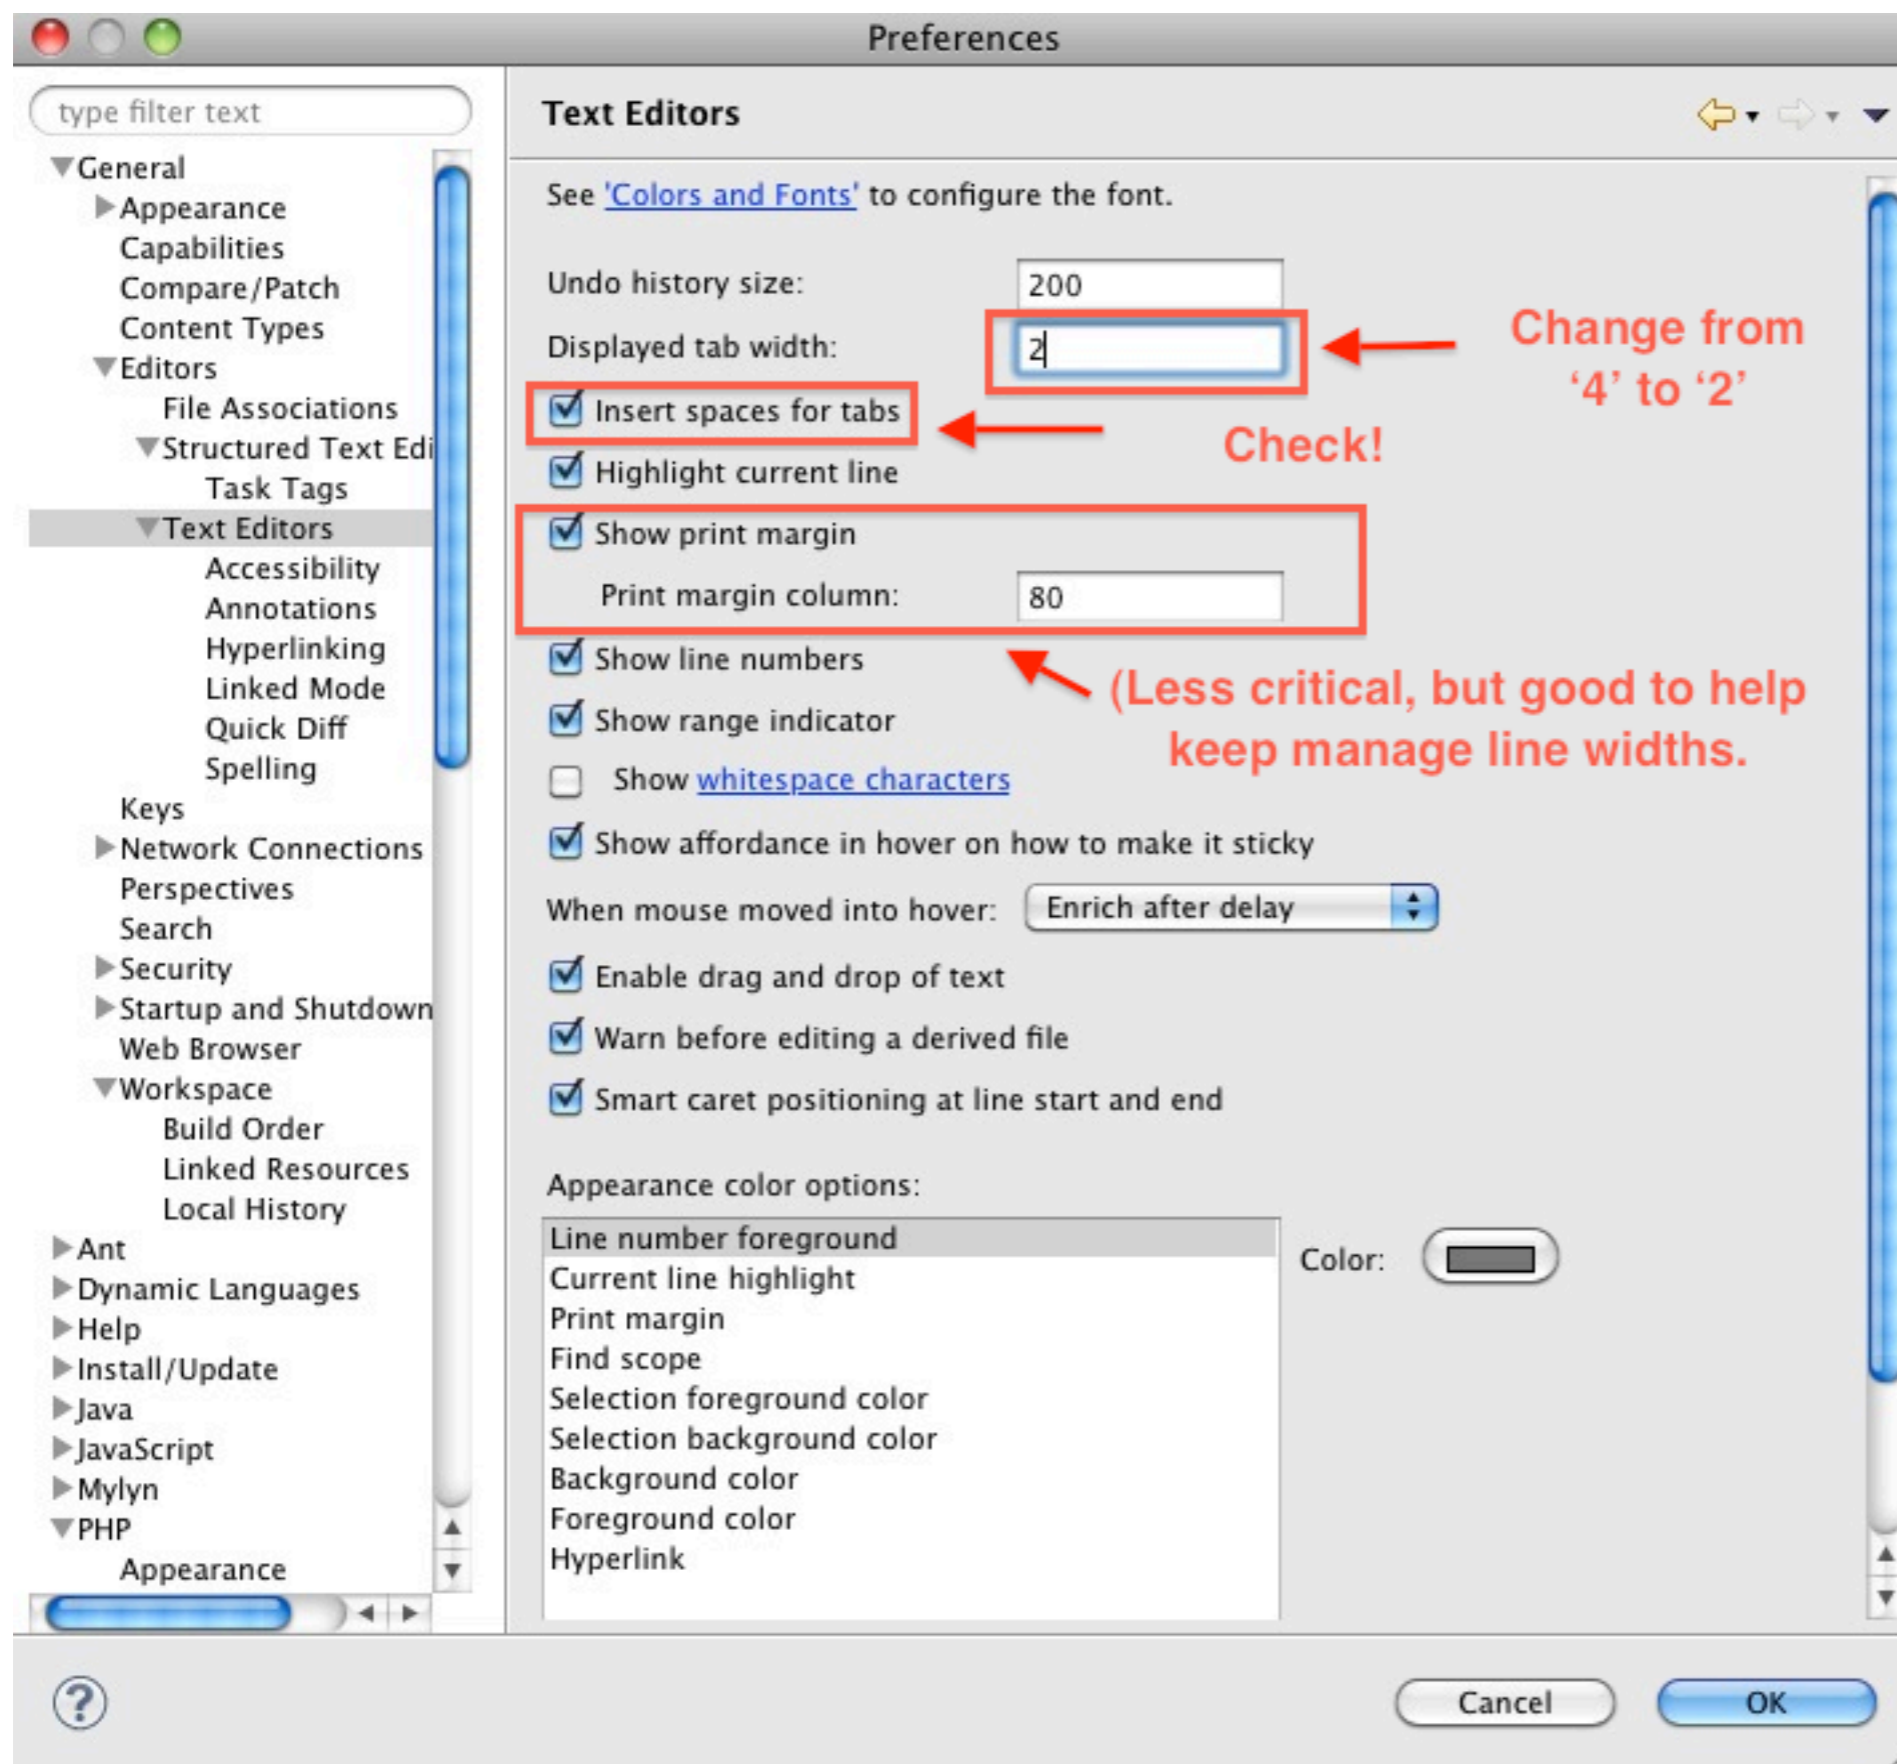 Preferences
type filter text
General
Appearance
Capabilities
Compare/Patch
Content Types
Editors
File Associations
Structured Text Edi
Task Tags
Text Editors
Accessibility
Annotations
Hyperlinking
Linked Mode
Quick Diff
Spelling
Keys
Network Connections
Perspectives
Search
Security
Startup and Shutdown
Web Browser
Workspace
Build Order
Linked Resources
Local History
Ant
Dynamic Languages
Help
Install/Update
Java
JavaScript
Mylyn
PHP
Appearance
Text Editors
See 'Colors and Fonts' to configure the font.
Undo history size: 200
Displayed tab width: 2
Change from
‘4’ to ‘2’
Insert spaces for tabs
Check!
Highlight current line
Show print margin
Print margin column: 80
Show line numbers
(Less critical, but good to help
keep manage line widths.
Show range indicator
Show whitespace characters
Show affordance in hover on how to make it sticky
When mouse moved into hover: Enrich after delay
Enable drag and drop of text
Warn before editing a derived file
Smart caret positioning at line start and end
Appearance color options:
Line number foreground
Current line highlight
Print margin
Find scope
Selection foreground color
Selection background color
Background color
Foreground color
Hyperlink
Color:
?
Cancel
OK